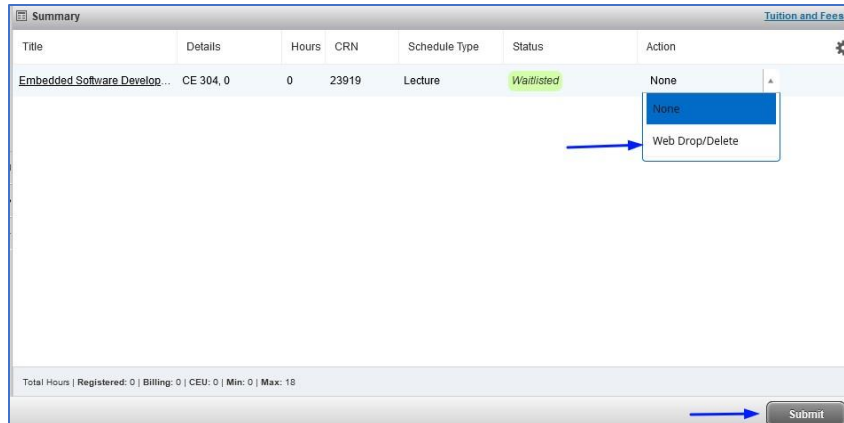 Summary
Tuition and Fees
Title Details Hours CRN Schedule Type Status Action
Embedded Software Develop... CE 304, 0 0 23919 Lecture Waitlisted None
None
Web Drop/Delete
Total Hours | Registered: 0 | Billing: 0 | CEU: 0 | Min: 0 | Max: 18
Submit